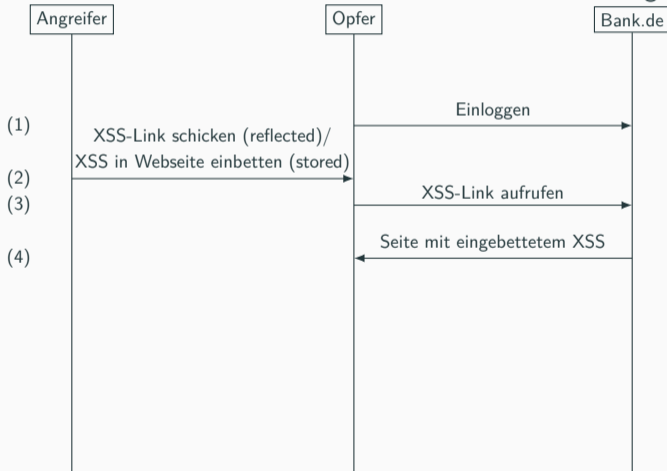 Angreifer
Opfer
Bank.de
(1)
Einloggen
XSS-Link schicken (reflected)/
XSS in Webseite einbetten (stored)
(2)
(3)
XSS-Link aufrufen
(4)
Seite mit eingebettetem XSS